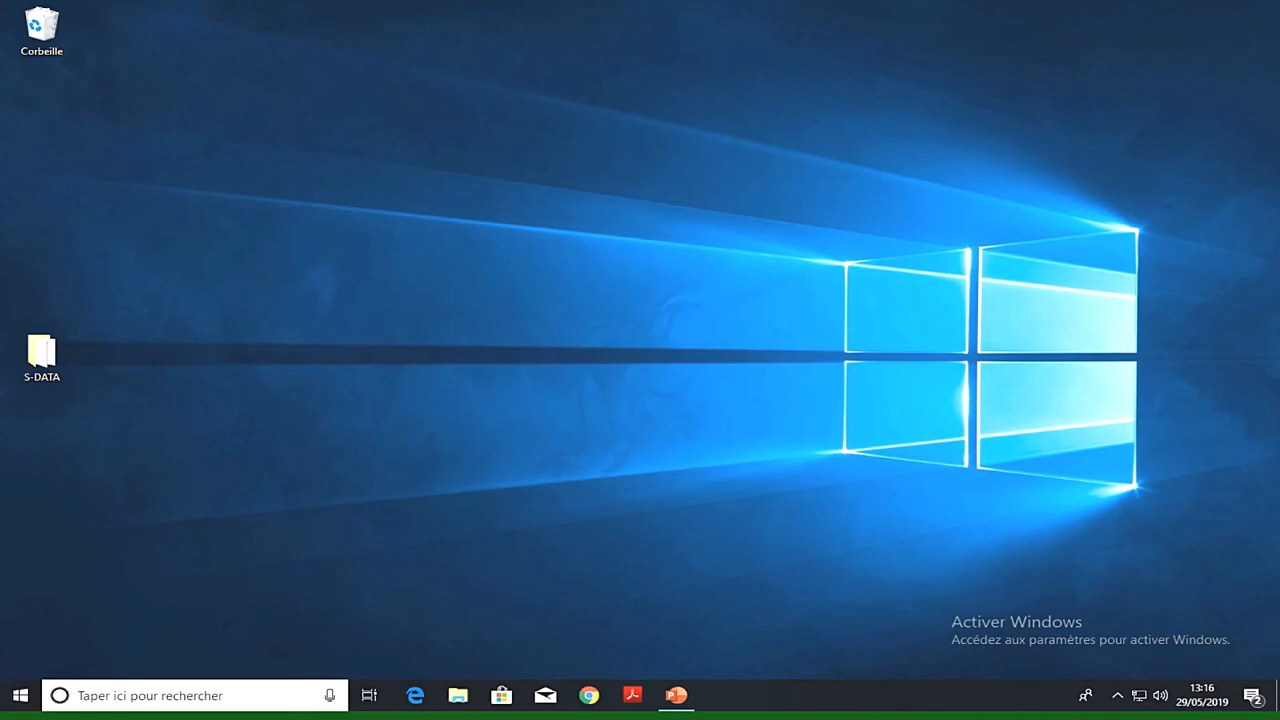 Corbeille
S-DATA
Activer Windows
Accédez aux paramètres pour activer Windows.
Taper ici pour rechercher
13:16
29/05/2019
2